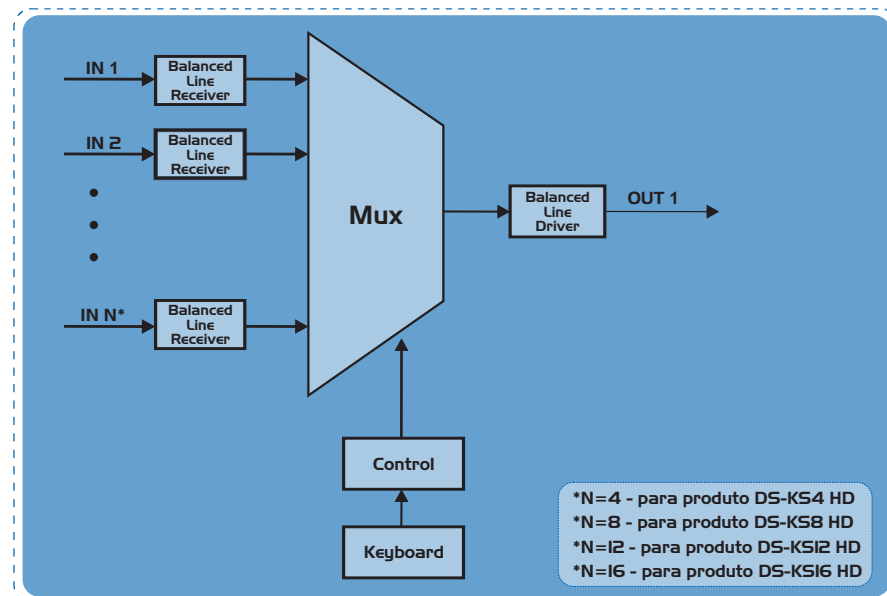 IN 1
Balanced
Line
Receiver
IN 2
Balanced
Line
Receiver
Mux
Balanced
Line
Driver
OUT 1
IN N*
Balanced
Line
Receiver
Control
Keyboard
*N=4 - para produto DS-KS4 HD
*N=8 - para produto DS-KS8 HD
*N=12 - para produto DS-KS12 HD
*N=16 - para produto DS-KS16 HD